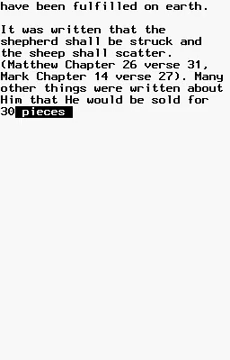 have been fulfilled on earth.
It was written that the
shepherd shall be struck and
the sheep shall scatter.
(Matthew Chapter 26 verse 31,
Mark Chapter 14 verse 27). Many
other things were written about
Him that He would be sold for
30 pieces